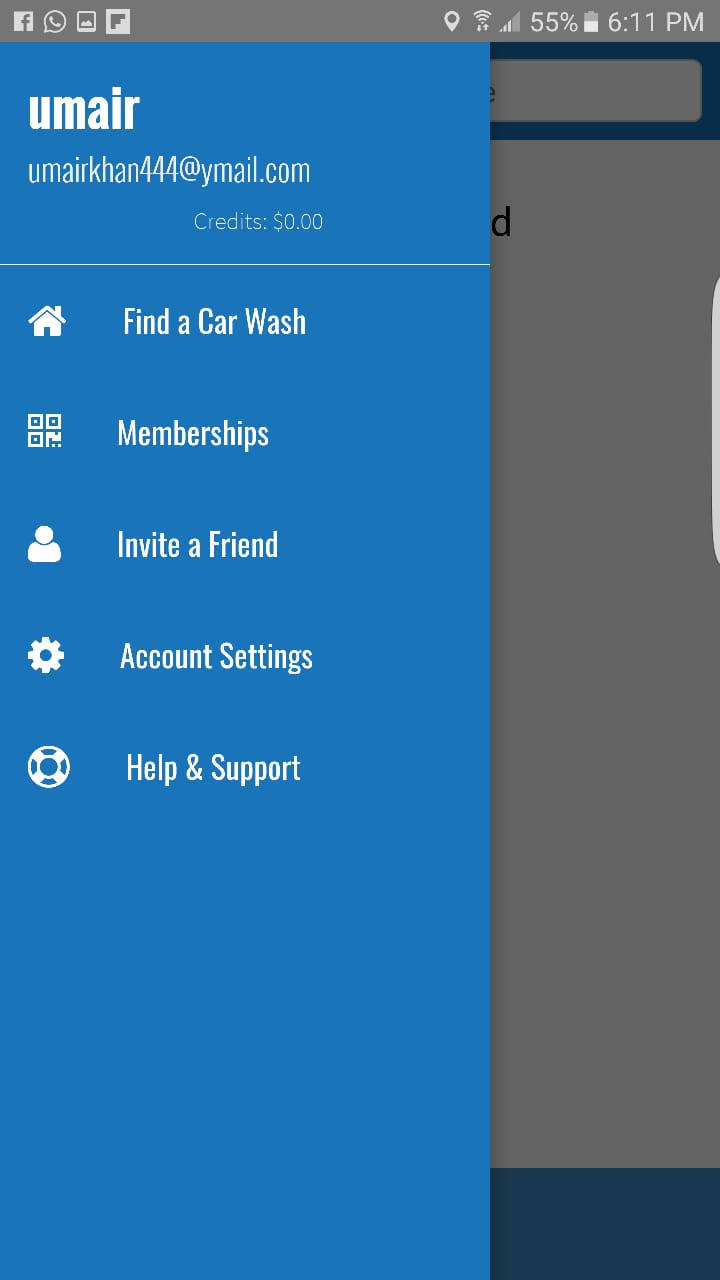 55% 6:11 PM
umair
umairkhan444@ymail.com
Credits: $0.00
Find a Car Wash
Memberships
Invite a Friend
Account Settings
Help & Support